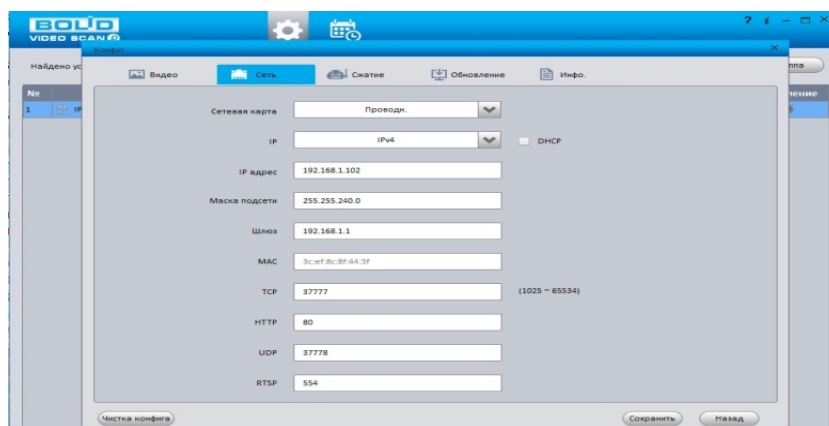 BOLID
VIDEO SCAN
Конфиг
Найдено ус
ппа
Видео
Сеть
Сжатие
Обновление
Инфо.
№
ление
1
IP
Сетевая карта Проводн.
IP IPv4 DHCP
IP адрес 192.168.1.102
Маска подсети 255.255.240.0
Шлюз 192.168.1.1
MAC 3c:ef:8c:8f:44:3f
TCP 37777 (1025 ~ 65534)
HTTP 80
UDP 37778
RTSP 554
Чистка конфига Сохранить Назад